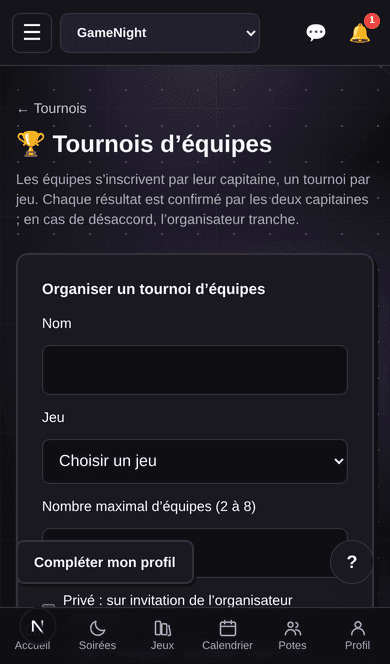 GameNight
1
← Tournois
🏆 Tournois d’équipes
Les équipes s’inscrivent par leur capitaine, un tournoi par
jeu. Chaque résultat est confirmé par les deux capitaines
; en cas de désaccord, l’organisateur tranche.
Organiser un tournoi d’équipes
Nom
Jeu
Choisir un jeu
Nombre maximal d’équipes (2 à 8)
Compléter mon profil
?
Privé : sur invitation de l’organisateur
N
Accueil
Soirées
Jeux
Calendrier
Potes
Profil